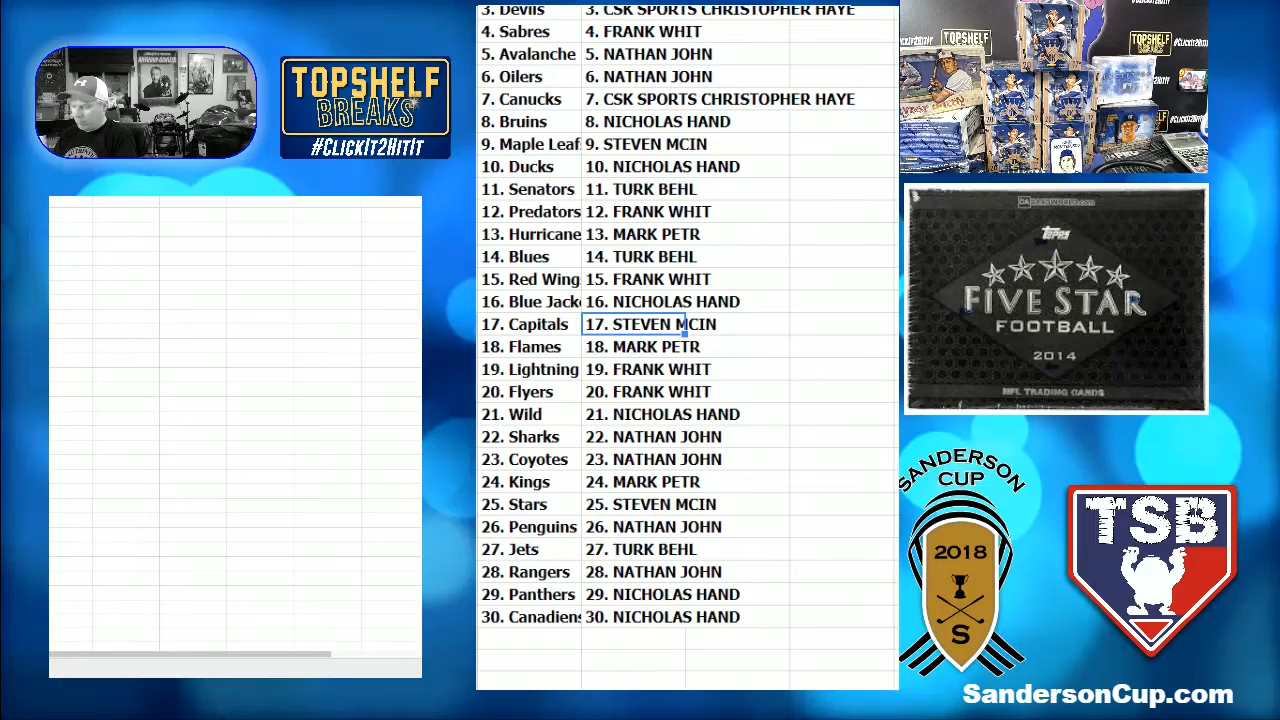 TOPSHELF
BREAKS
#CLICKIT2HITIT
3. Devils 3. CSK SPORTS CHRISTOPHER HAYE
4. Sabres 4. FRANK WHIT
5. Avalanche 5. NATHAN JOHN
6. Oilers 6. NATHAN JOHN
7. Canucks 7. CSK SPORTS CHRISTOPHER HAYE
8. Bruins 8. NICHOLAS HAND
9. Maple Leaf 9. STEVEN MCIN
10. Ducks 10. NICHOLAS HAND
11. Senators 11. TURK BEHL
12. Predators 12. FRANK WHIT
13. Hurricane 13. MARK PETR
14. Blues 14. TURK BEHL
15. Red Wing 15. FRANK WHIT
16. Blue Jack 16. NICHOLAS HAND
17. Capitals 17. STEVEN MCIN
18. Flames 18. MARK PETR
19. Lightning 19. FRANK WHIT
20. Flyers 20. FRANK WHIT
21. Wild 21. NICHOLAS HAND
22. Sharks 22. NATHAN JOHN
23. Coyotes 23. NATHAN JOHN
24. Kings 24. MARK PETR
25. Stars 25. STEVEN MCIN
26. Penguins 26. NATHAN JOHN
27. Jets 27. TURK BEHL
28. Rangers 28. NATHAN JOHN
29. Panthers 29. NICHOLAS HAND
30. Canadiens 30. NICHOLAS HAND
TOPSHELF
BREAKS
Topps
FIVE STAR
FOOTBALL
2014
NFL TRADING CARDS
SANDERSON
CUP
2018
S
TSB
SandersonCup.com